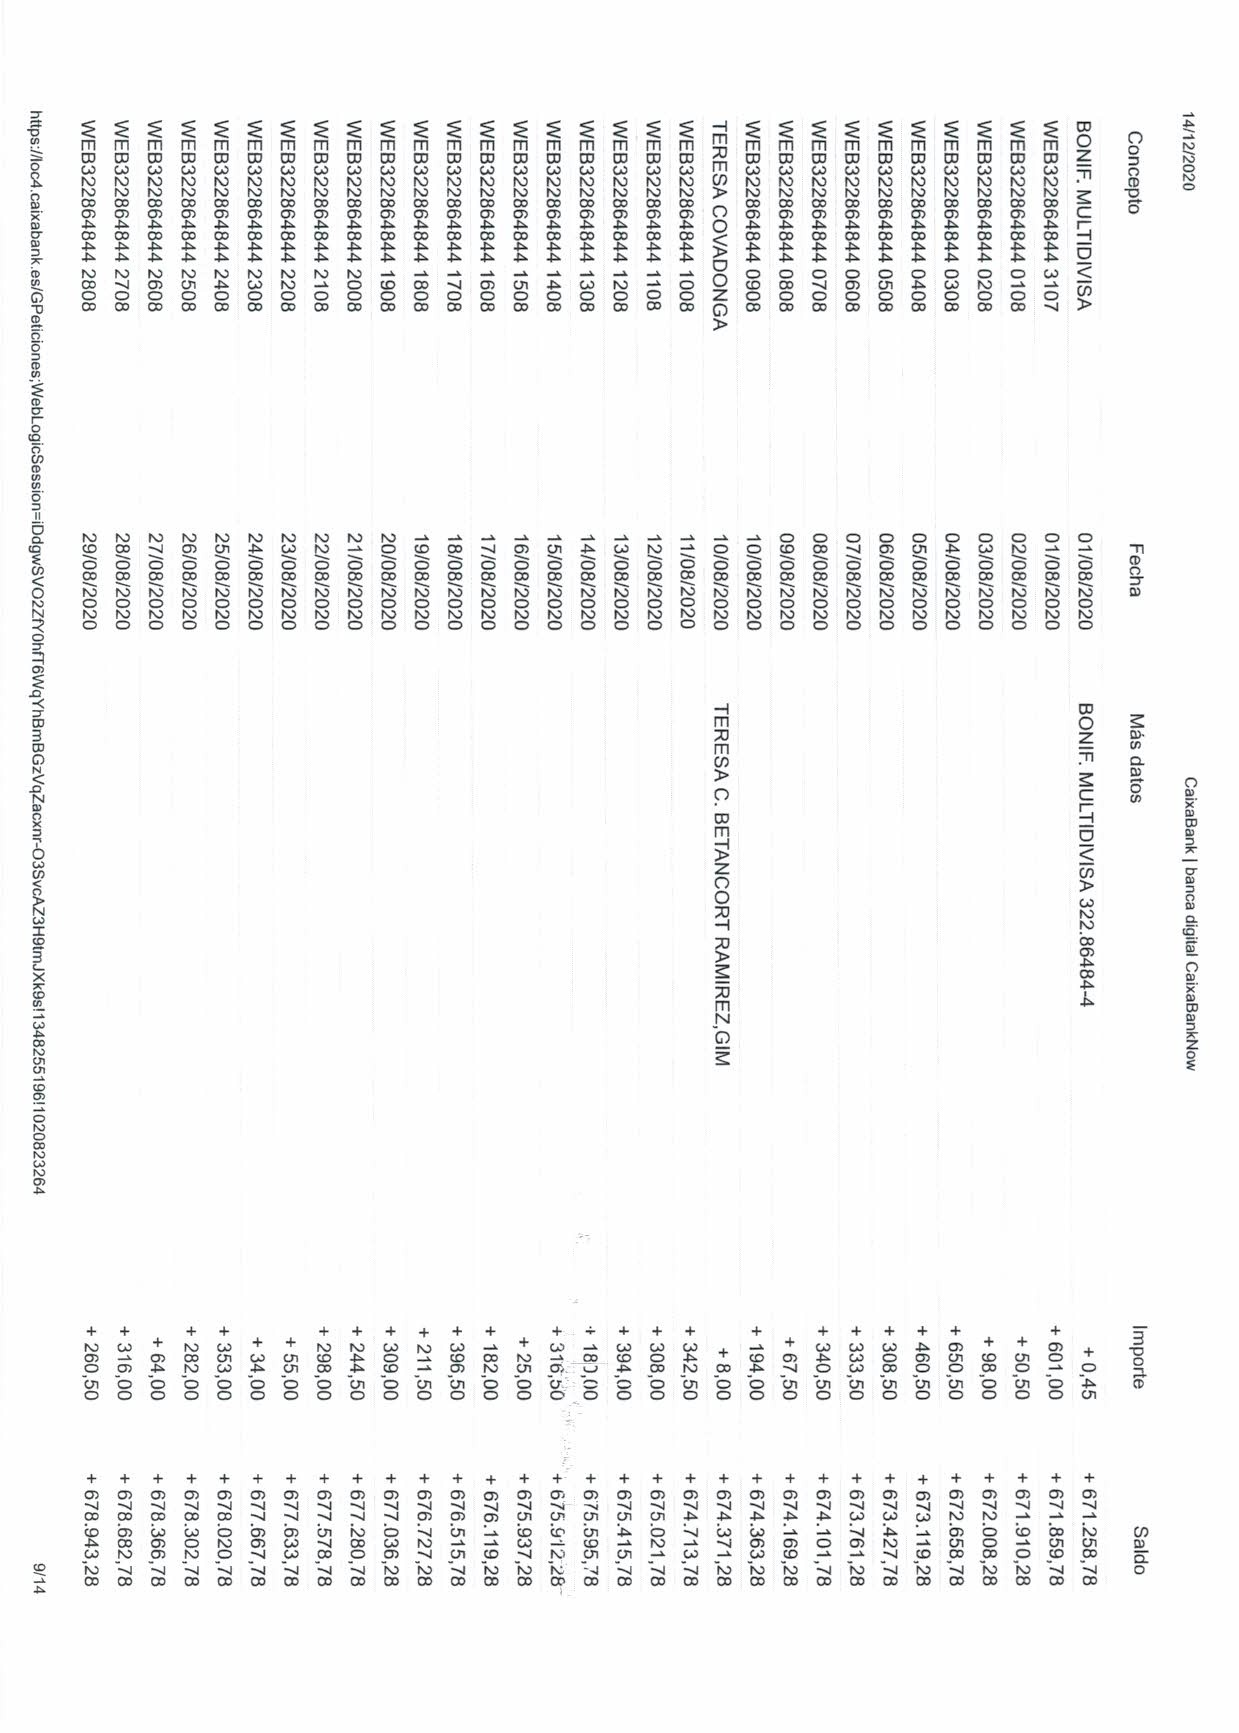 14/12/2020 CaixaBank | banca digital CaixaBankNow
Concepto Fecha Más datos Importe Saldo
BONIF. MULTIDIVISA 01/08/2020 BONIF. MULTIDIVISA 322.86484-4 + 0,45 + 671.258,78
WEB322864844 3107 01/08/2020 + 601,00 + 671.859,78
WEB322864844 0108 02/08/2020 + 50,50 + 671.910,28
WEB322864844 0208 03/08/2020 + 98,00 + 672.008,28
WEB322864844 0308 04/08/2020 + 650,50 + 672.658,78
WEB322864844 0408 05/08/2020 + 460,50 + 673.119,28
WEB322864844 0508 06/08/2020 + 308,50 + 673.427,78
WEB322864844 0608 07/08/2020 + 333,50 + 673.761,28
WEB322864844 0708 08/08/2020 + 340,50 + 674.101,78
WEB322864844 0808 09/08/2020 + 67,50 + 674.169,28
WEB322864844 0908 10/08/2020 + 194,00 + 674.363,28
TERESA COVADONGA 10/08/2020 TERESA C. BETANCORT RAMIREZ,GIM + 8,00 + 674.371,28
WEB322864844 1008 11/08/2020 + 342,50 + 674.713,78
WEB322864844 1108 12/08/2020 + 308,00 + 675.021,78
WEB322864844 1208 13/08/2020 + 394,00 + 675.415,78
WEB322864844 1308 14/08/2020 + 180,00 + 675.595,78
WEB322864844 1408 15/08/2020 + 316,50 + 675.912,28
WEB322864844 1508 16/08/2020 + 25,00 + 675.937,28
WEB322864844 1608 17/08/2020 + 182,00 + 676.119,28
WEB322864844 1708 18/08/2020 + 396,50 + 676.515,78
WEB322864844 1808 19/08/2020 + 211,50 + 676.727,28
WEB322864844 1908 20/08/2020 + 309,00 + 677.036,28
WEB322864844 2008 21/08/2020 + 244,50 + 677.280,78
WEB322864844 2108 22/08/2020 + 298,00 + 677.578,78
WEB322864844 2208 23/08/2020 + 55,00 + 677.633,78
WEB322864844 2308 24/08/2020 + 34,00 + 677.667,78
WEB322864844 2408 25/08/2020 + 353,00 + 678.020,78
WEB322864844 2508 26/08/2020 + 282,00 + 678.302,78
WEB322864844 2608 27/08/2020 + 64,00 + 678.366,78
WEB322864844 2708 28/08/2020 + 316,00 + 678.682,78
WEB322864844 2808 29/08/2020 + 260,50 + 678.943,28
https://loc4.caixabank.es/GPeticiones;WebLogicSession=iDdgwSVO2ZfY0hfT6WqYhBmBGzVqZacxnr-O3SvcAZ3H9tmJXk9s!1348255196!1020823264 9/14